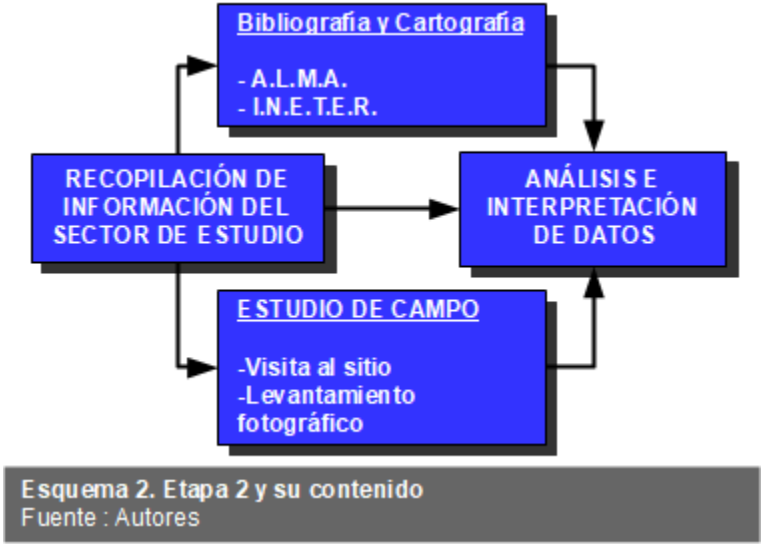 Bibliografía y Cartografía
- A.L.M.A.
- I.N.E.T.E.R.
RECOPILACIÓN DE
INFORMACIÓN DEL
SECTOR DE ESTUDIO
ANÁLISIS E
INTERPRETACIÓN
DE DATOS
ESTUDIO DE CAMPO
-Visita al sitio
-Levantamiento
fotográfico
Esquema 2. Etapa 2 y su contenido
Fuente : Autores